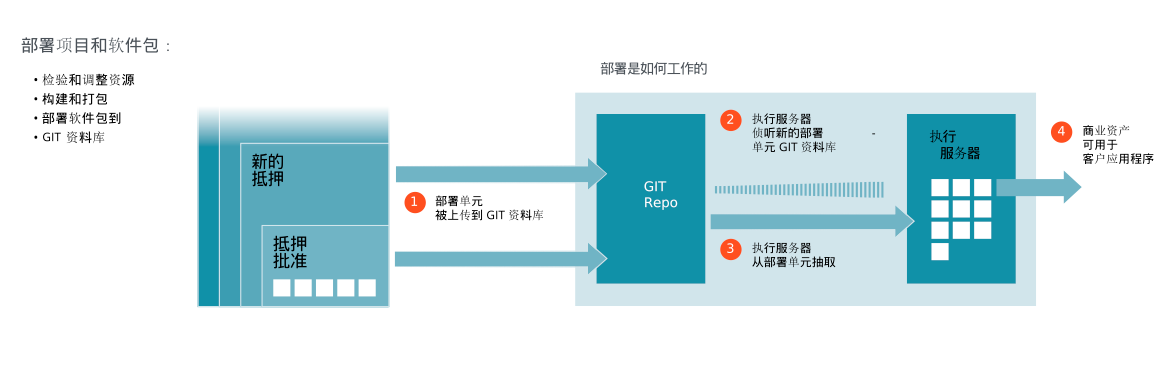 部署项目和软件包：
• 检验和调整资源
• 构建和打包
• 部署软件包到
• GIT 资料库
部署是如何工作的
新的
抵押
抵押
批准
1
部署单元
被上传到 GIT 资料库
GIT
Repo
2
执行服务器
侦听新的部署 -
单元 GIT 资料库
3
执行服务器
从部署单元抽取
执行
服务器
4
商业资产
可用于
客户应用程序